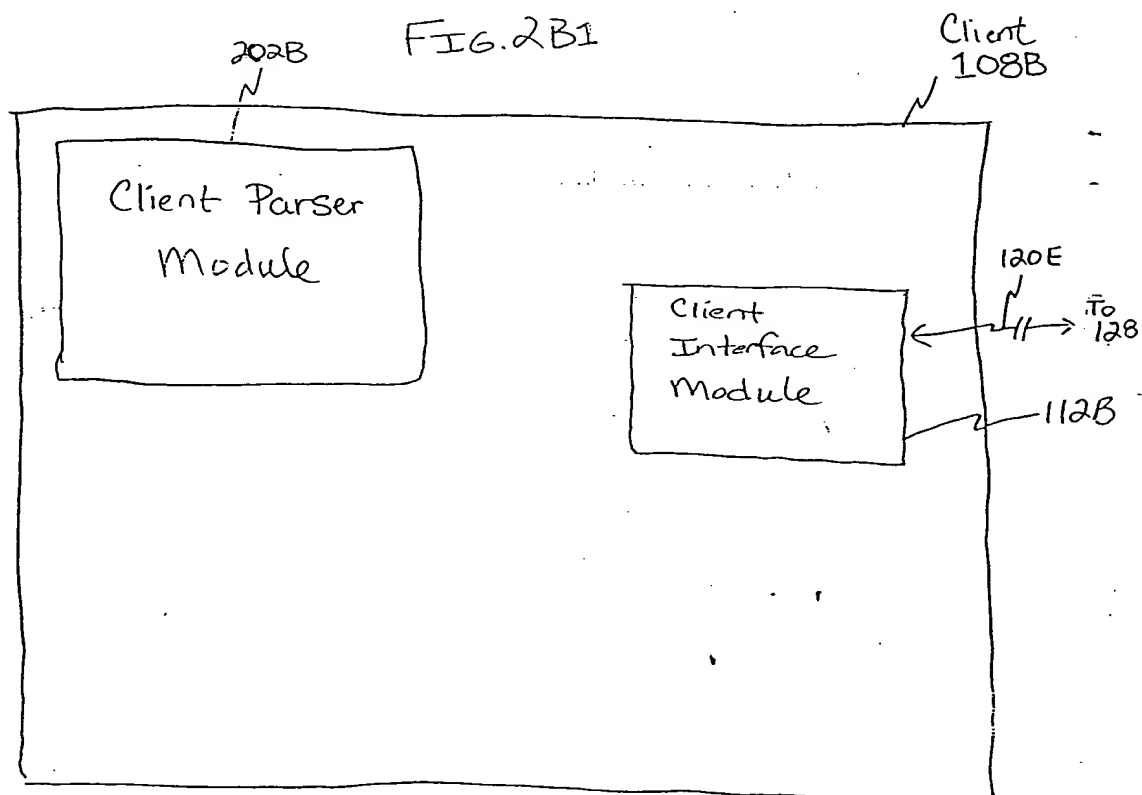 FIG. 2B1
202B
Client
108B
Client Parser
Module
120E
To
128
Client
Interface
Module
112B